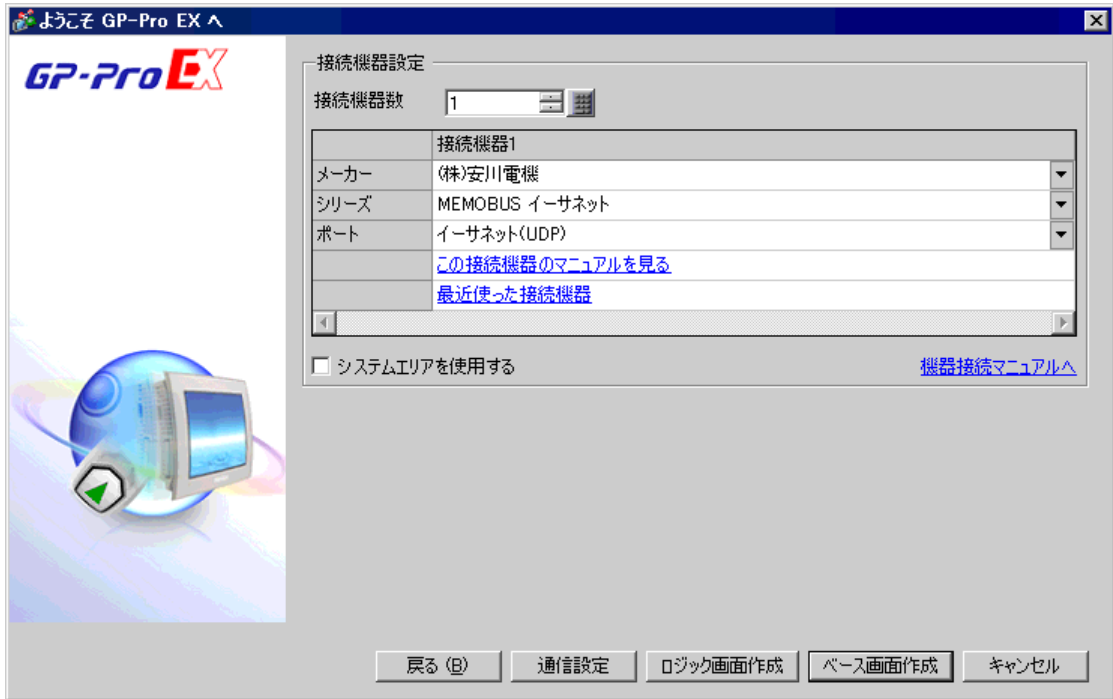 ようこそ GP-Pro EX へ
GP-Pro EX
接続機器設定
接続機器数 1
接続機器1
メーカー (株)安川電機
シリーズ MEMOBUS イーサネット
ポート イーサネット(UDP)
この接続機器のマニュアルを見る
最近使った接続機器
システムエリアを使用する 機器接続マニュアルへ
戻る (B) 通信設定 ロジック画面作成 ベース画面作成 キャンセル